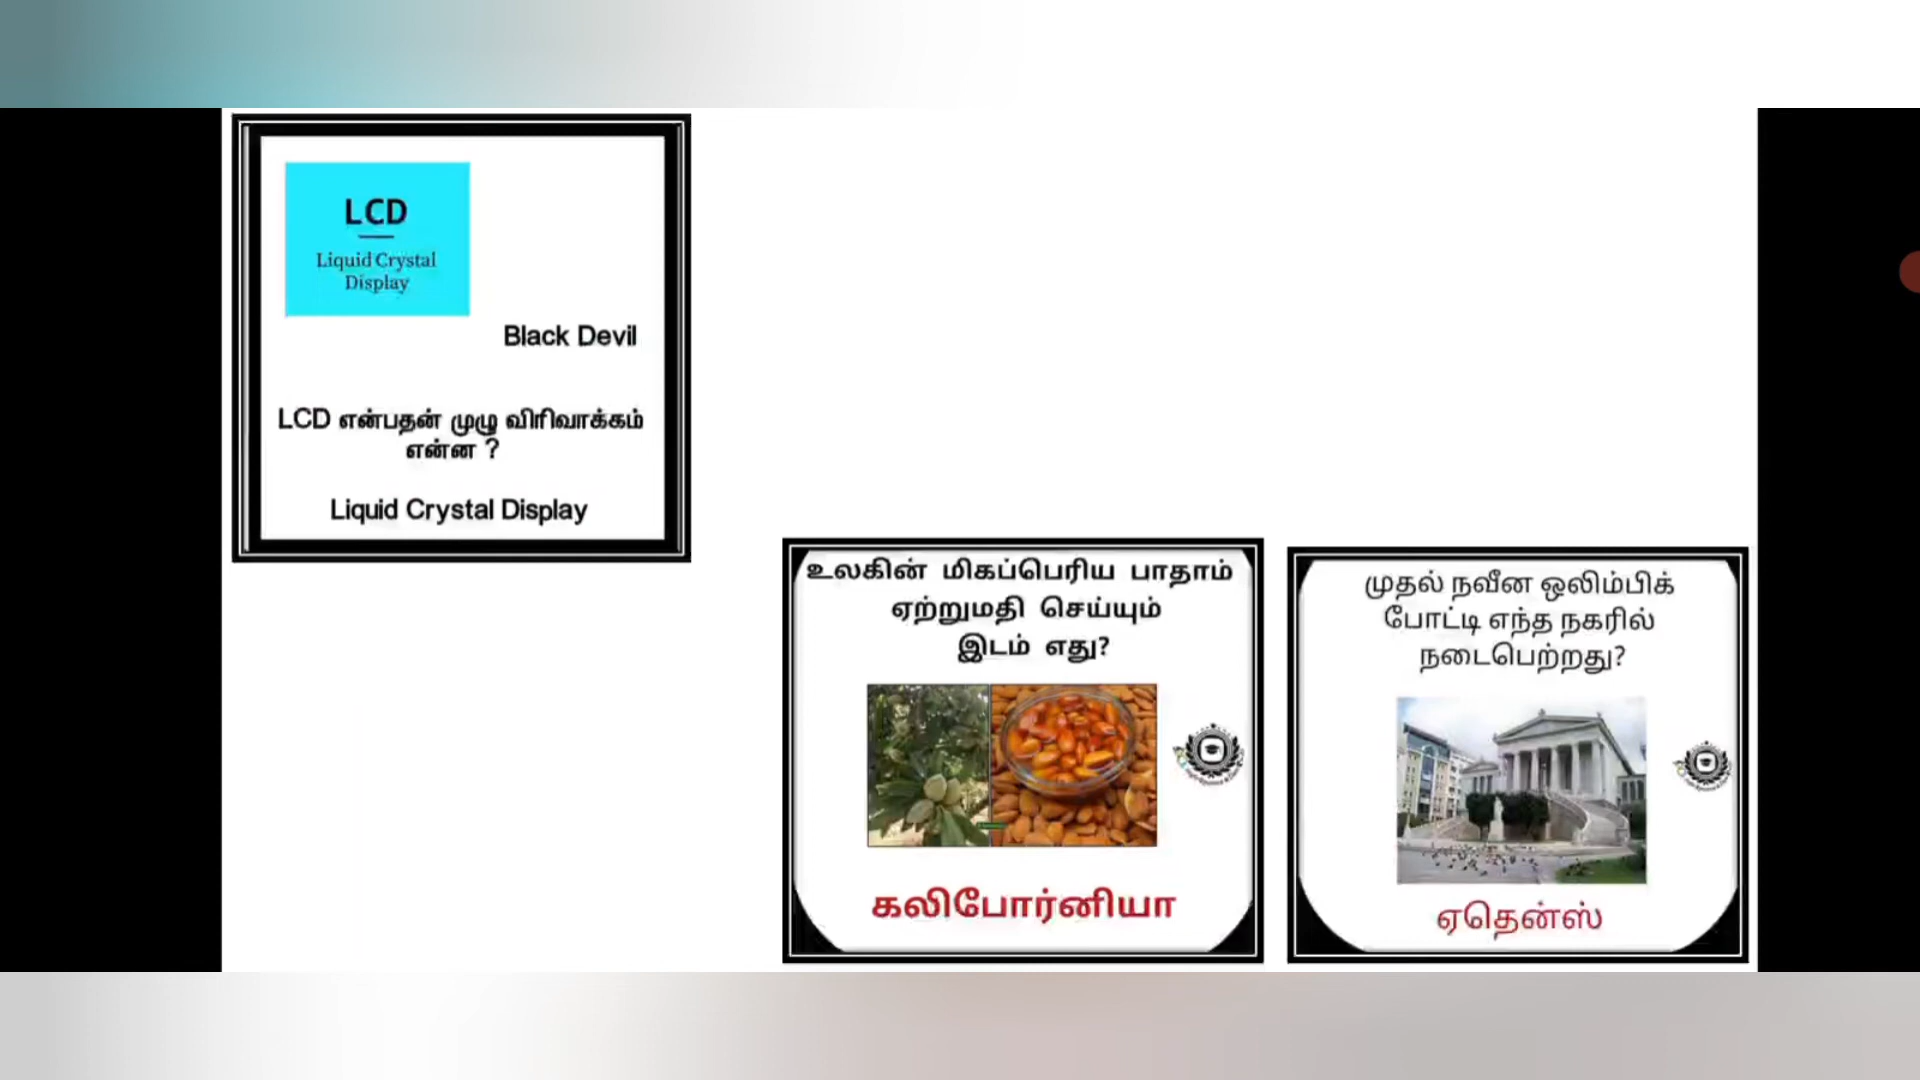 LCD
Liquid Crystal
Display
Black Devil
LCD என்பதன் முழு விரிவாக்கம்
என்ன ?
Liquid Crystal Display
உலகின் மிகப்பெரிய பாதாம்
ஏற்றுமதி செய்யும்
இடம் எது?
கலிபோர்னியா
முதல் நவீன ஒலிம்பிக்
போட்டி எந்த நகரில்
நடைபெற்றது?
ஏதென்ஸ்